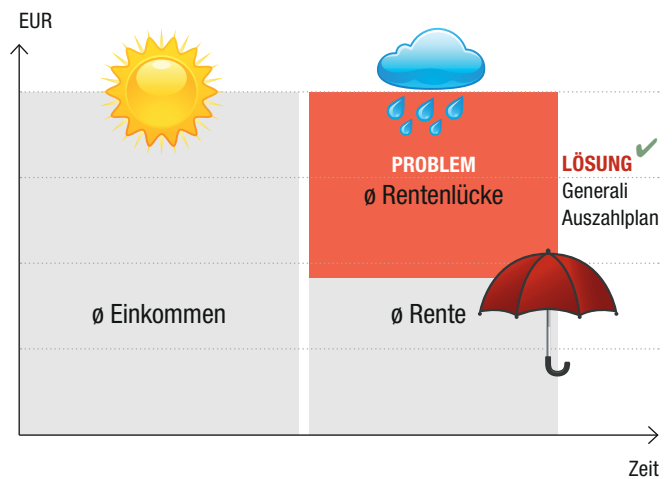 EUR
PROBLEM
ø Rentenlücke
LÖSUNG
Generali
Auszahlplan
ø Einkommen
ø Rente
Zeit